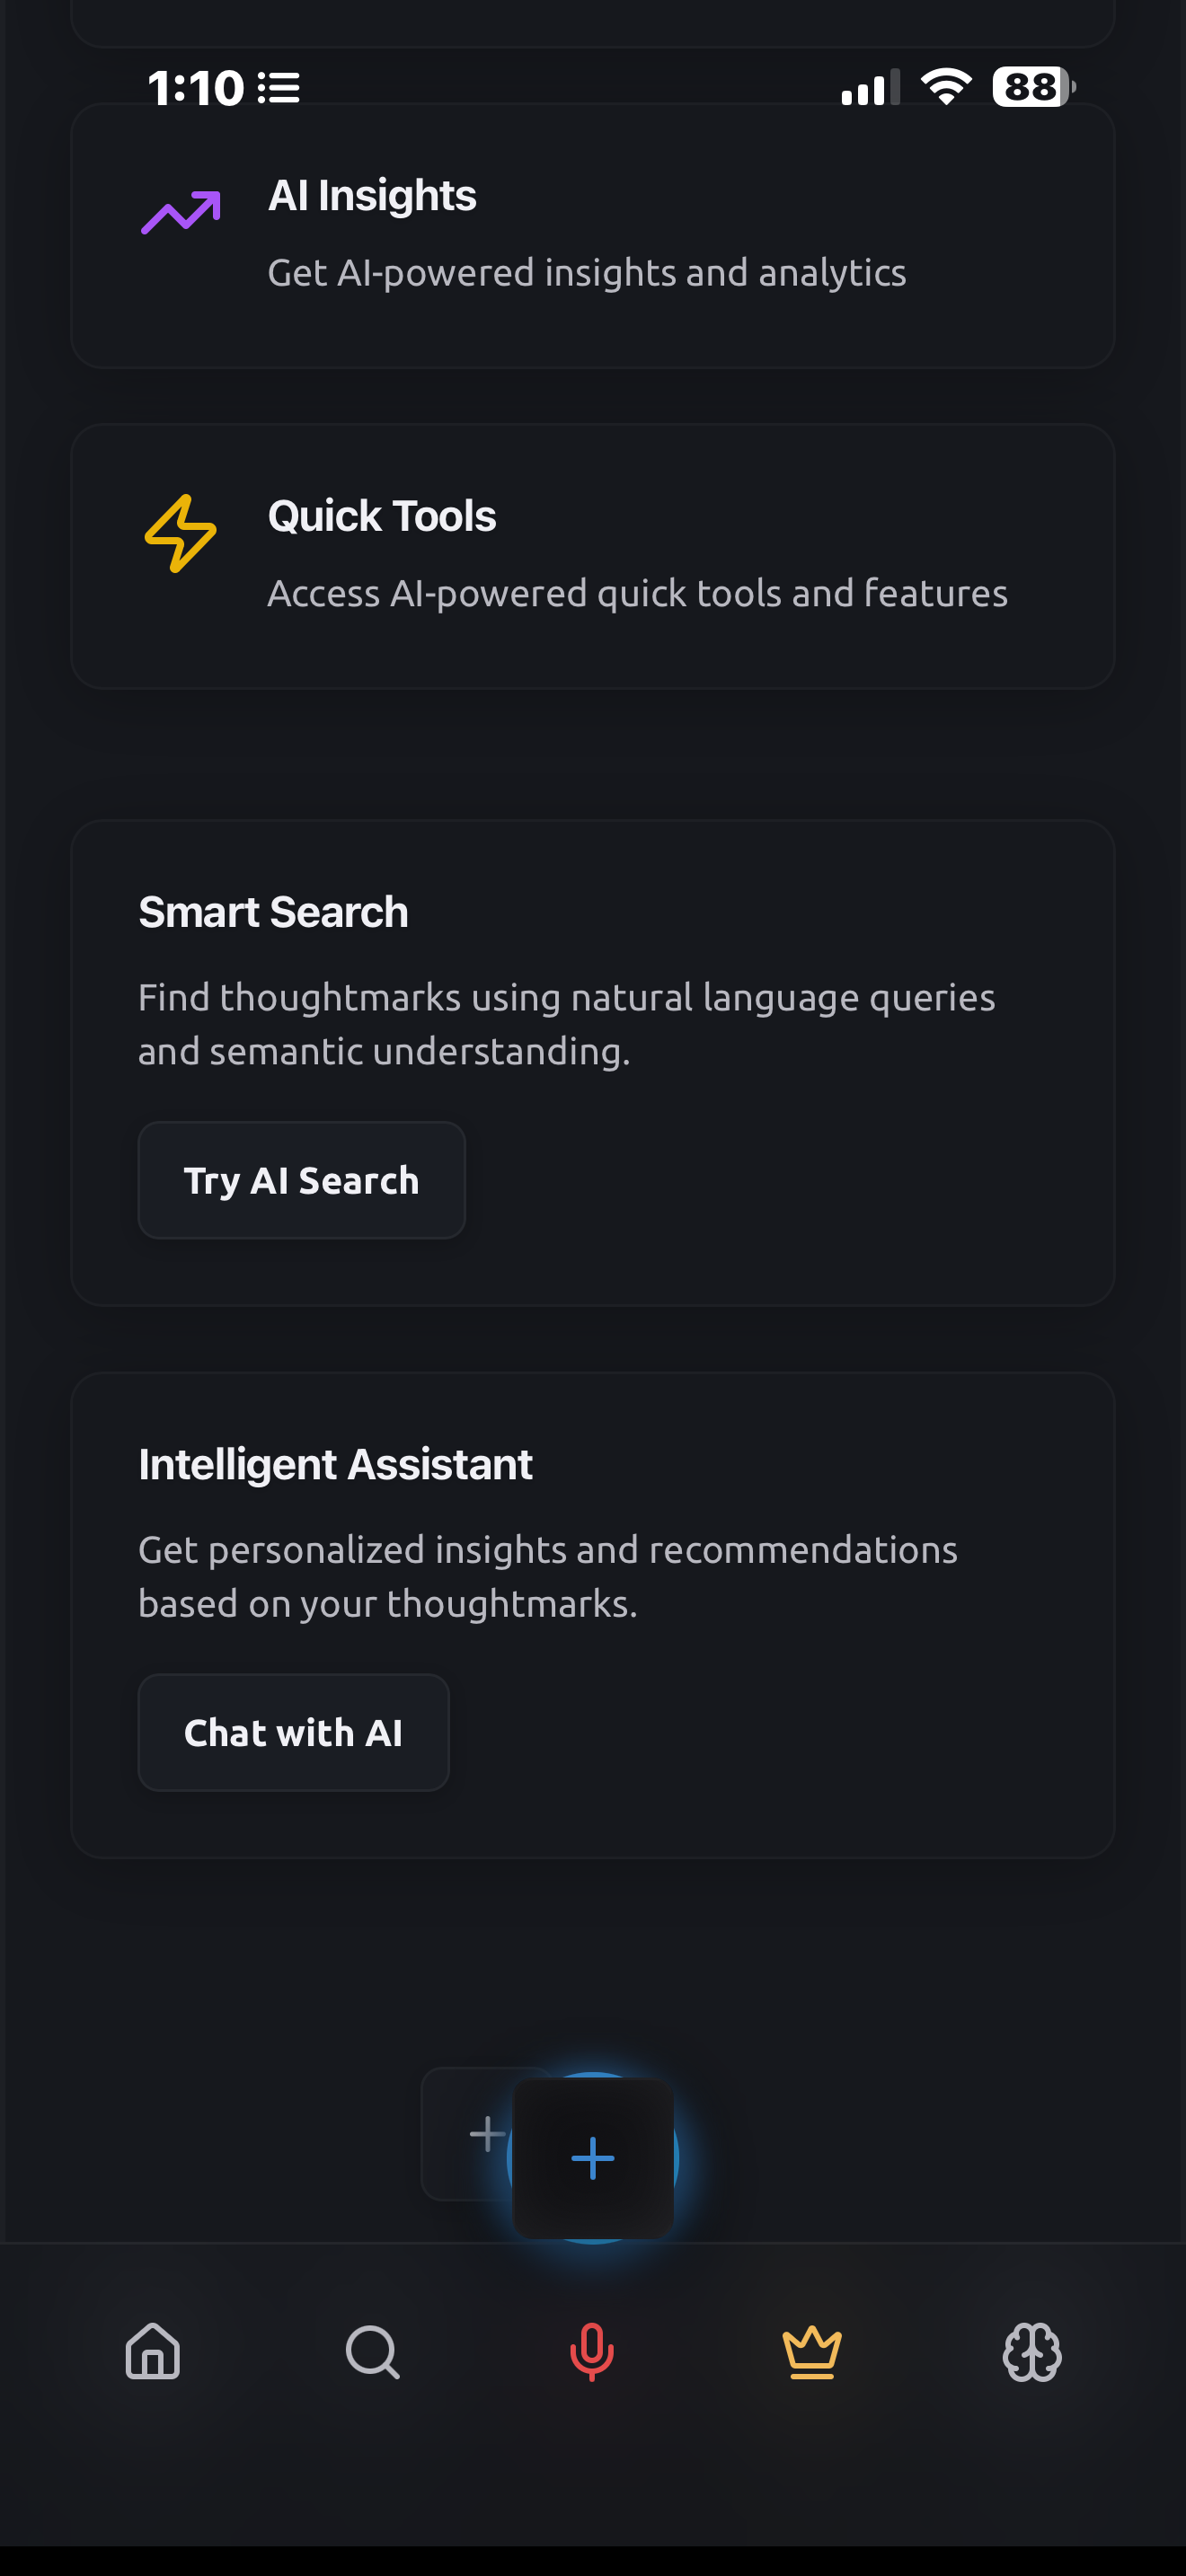 1:10
88
AI Insights
Get AI-powered insights and analytics
Quick Tools
Access AI-powered quick tools and features
Smart Search
Find thoughtmarks using natural language queries
and semantic understanding.
Try AI Search
Intelligent Assistant
Get personalized insights and recommendations
based on your thoughtmarks.
Chat with AI